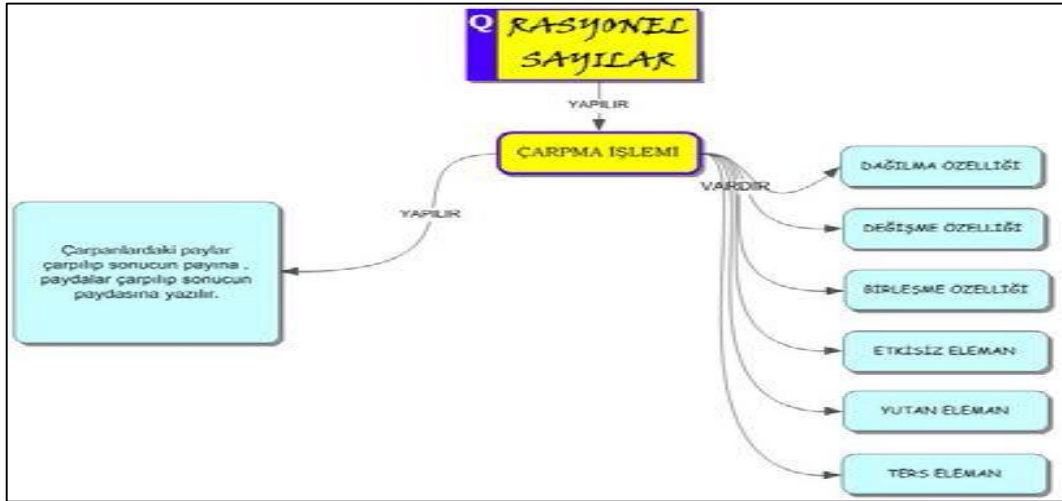 Q RASYONEL
SAYILAR
YAPILIR
ÇARPMA İŞLEMİ
VARDIR
YAPILIR
Çarpanlardaki paylar
çarpılıp sonucun payına ,
paydalar çarpılıp sonucun
paydasına yazılır.
DAĞILMA ÖZELLİĞİ
DEĞİŞME ÖZELLİĞİ
BİRLEŞME ÖZELLİĞİ
ETKİSİZ ELEMAN
YUTAN ELEMAN
TERS ELEMAN